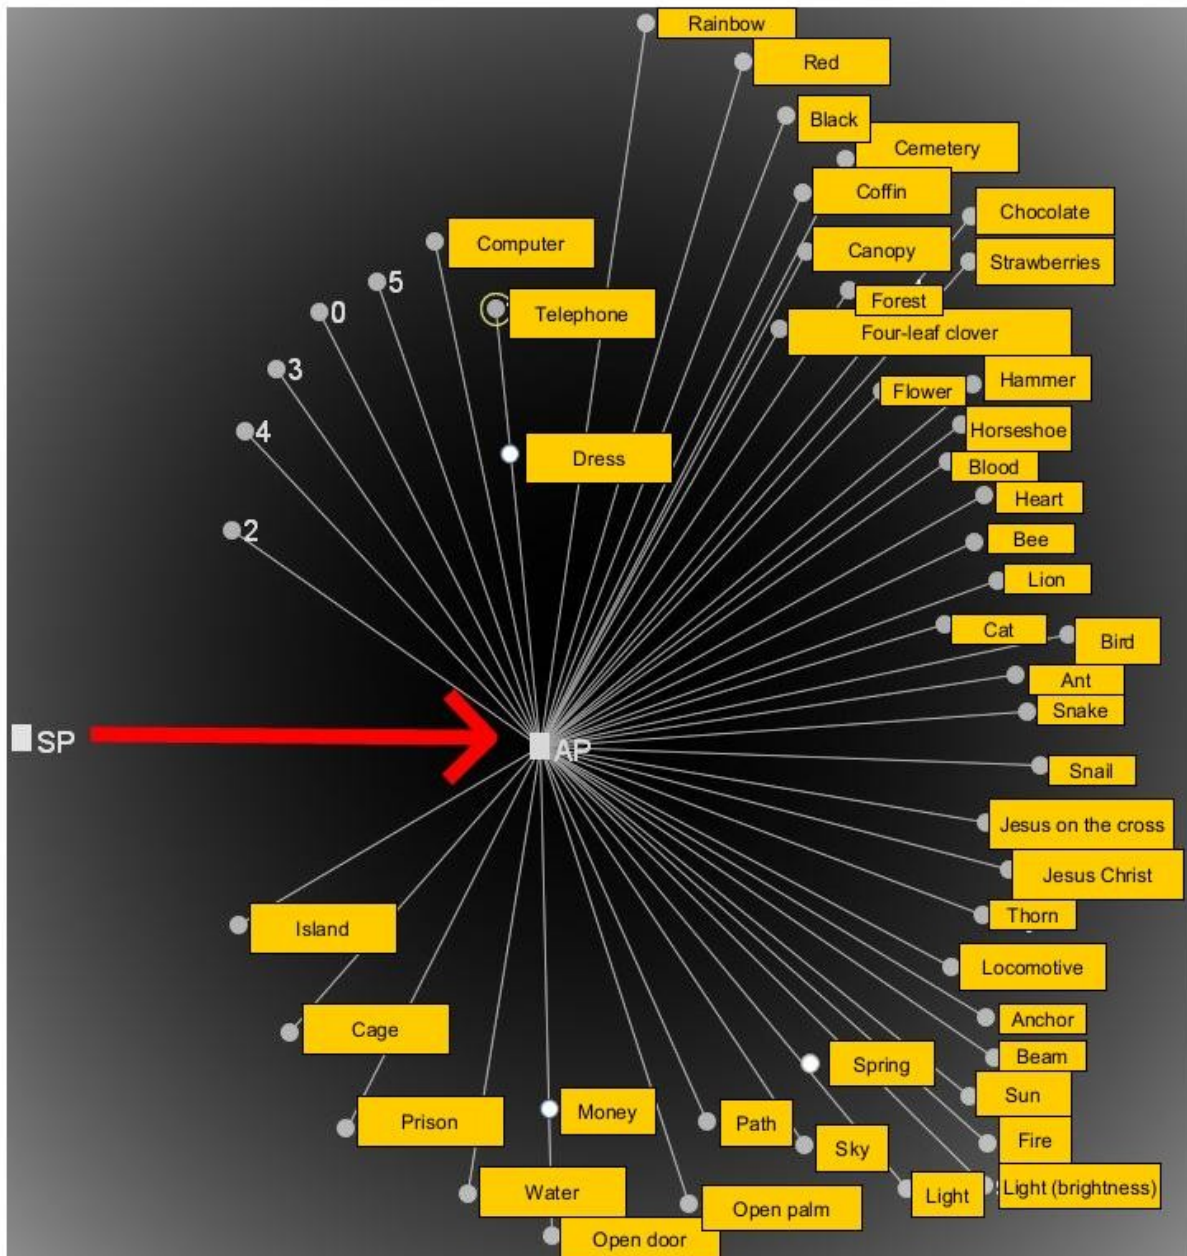 Rainbow
Red
Black
Cemetery
Coffin
Chocolate
Computer
Canopy
Strawberries
5
Forest
0
Telephone
Four-leaf clover
3
Hammer
Flower
4
Horseshoe
Dress
Blood
Heart
2
Bee
Lion
Cat
Bird
Ant
Snake
SP
AP
Snail
Jesus on the cross
Jesus Christ
Thorn
Island
Locomotive
Anchor
Cage
Beam
Spring
Sun
Money
Prison
Path
Fire
Sky
Water
Light
Light (brightness)
Open palm
Open door